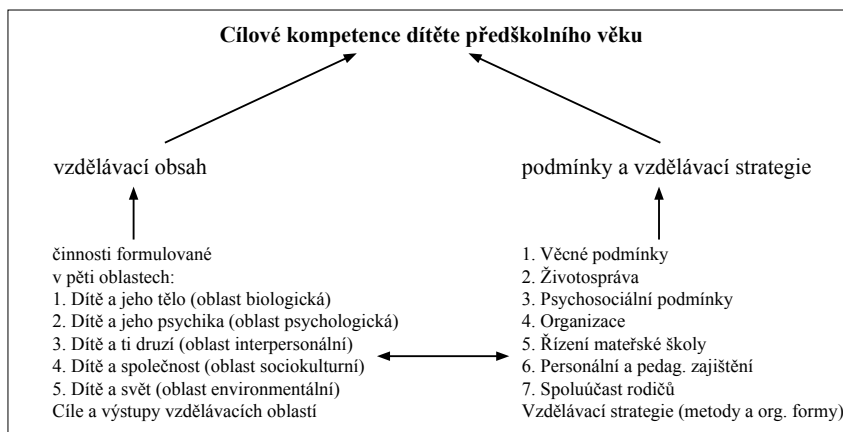 Cílové kompetence dítěte předškolního věku
vzdělávací obsah
podmínky a vzdělávací strategie
činnosti formulované
v pěti oblastech:
1. Dítě a jeho tělo (oblast biologická)
2. Dítě a jeho psychika (oblast psychologická)
3. Dítě a ti druzí (oblast interpersonální)
4. Dítě a společnost (oblast sociokulturní)
5. Dítě a svět (oblast environmentální)
Cíle a výstupy vzdělávacích oblastí
1. Věcné podmínky
2. Životospráva
3. Psychosociální podmínky
4. Organizace
5. Řízení mateřské školy
6. Personální a pedag. zajištění
7. Spoluúčast rodičů
Vzdělávací strategie (metody a org. formy)